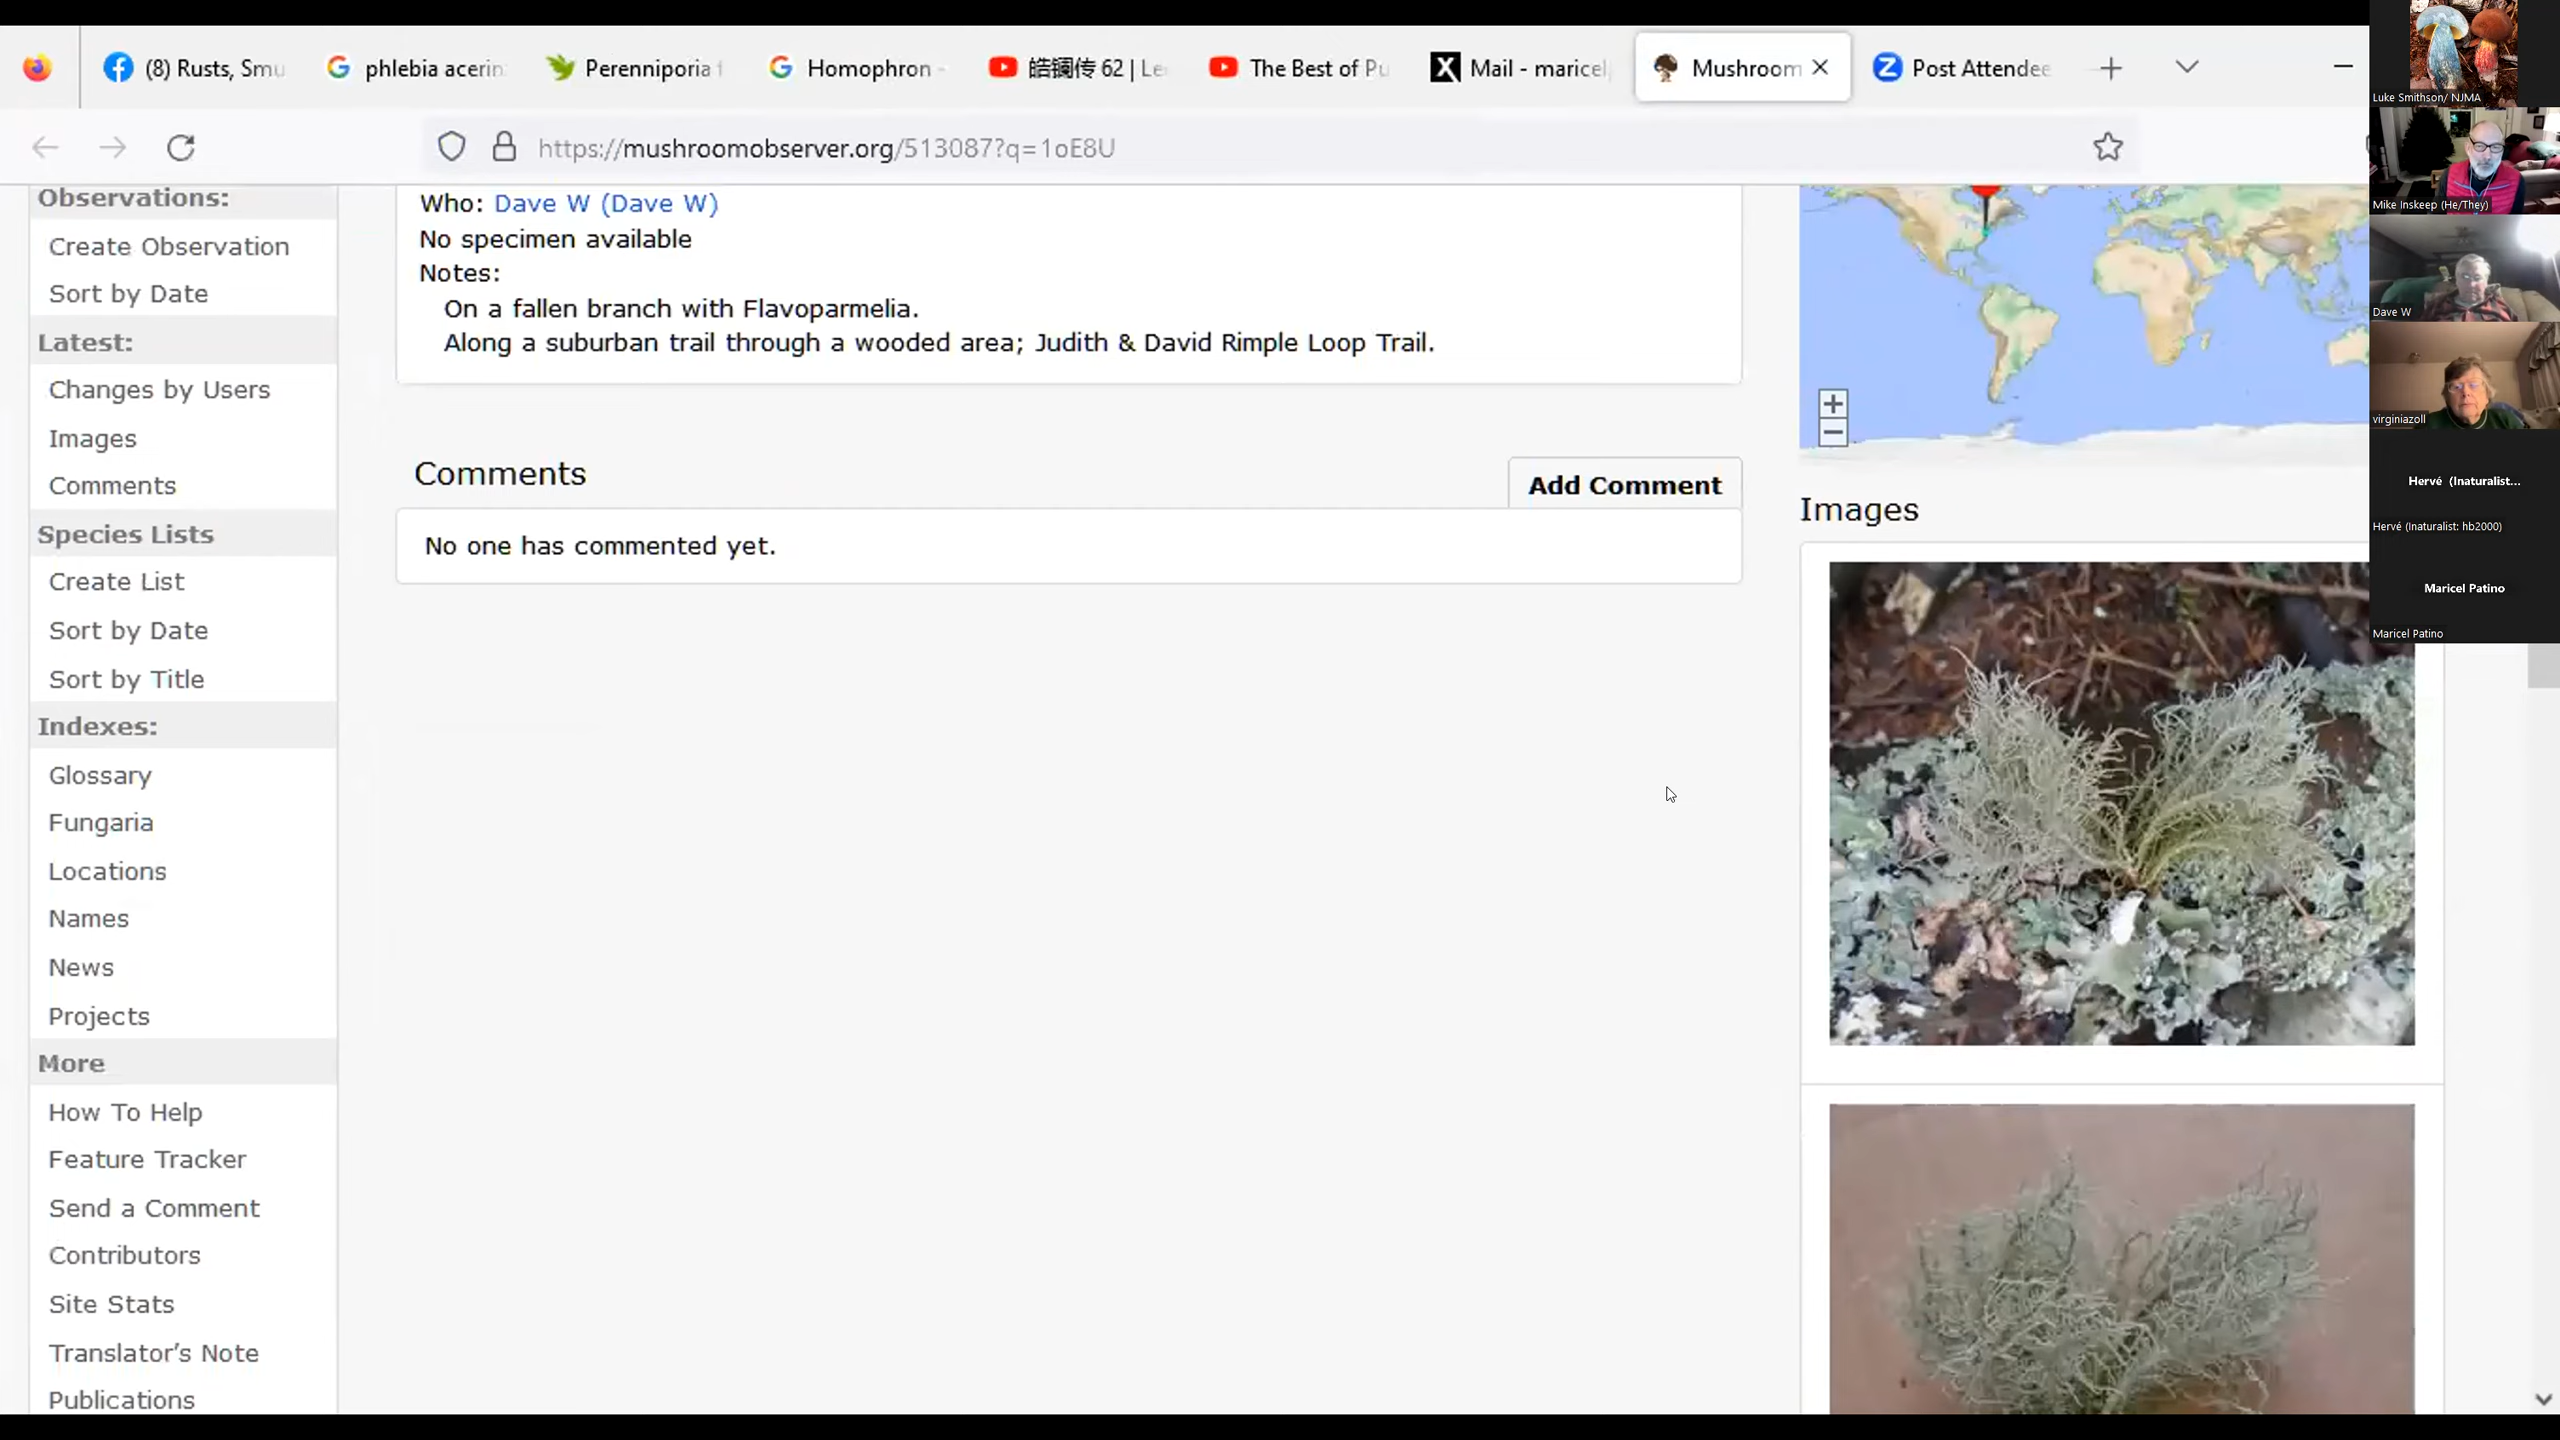 (8) Rusts, Smu
phlebia acerin
Perenniporia f
Homophron -
皓镧传 62 | Le
The Best of Pu
Mail - maricel
Mushroom
Post Attendee
https://mushroomobserver.org/513087?q=1oE8U
Observations:
Create Observation
Sort by Date
Latest:
Changes by Users
Images
Comments
Species Lists
Create List
Sort by Date
Sort by Title
Indexes:
Glossary
Fungaria
Locations
Names
News
Projects
More
How To Help
Feature Tracker
Send a Comment
Contributors
Site Stats
Translator’s Note
Publications
Who: Dave W (Dave W)
No specimen available
Notes:
On a fallen branch with Flavoparmelia.
Along a suburban trail through a wooded area; Judith & David Rimple Loop Trail.
Comments
Add Comment
No one has commented yet.
Images
Luke Smithson/ NJMA
Mike Inskeep (He/They)
Dave W
virginiazoll
Hervé (Inaturalist...
Hervé (Inaturalist: hb2000)
Maricel Patino
Maricel Patino